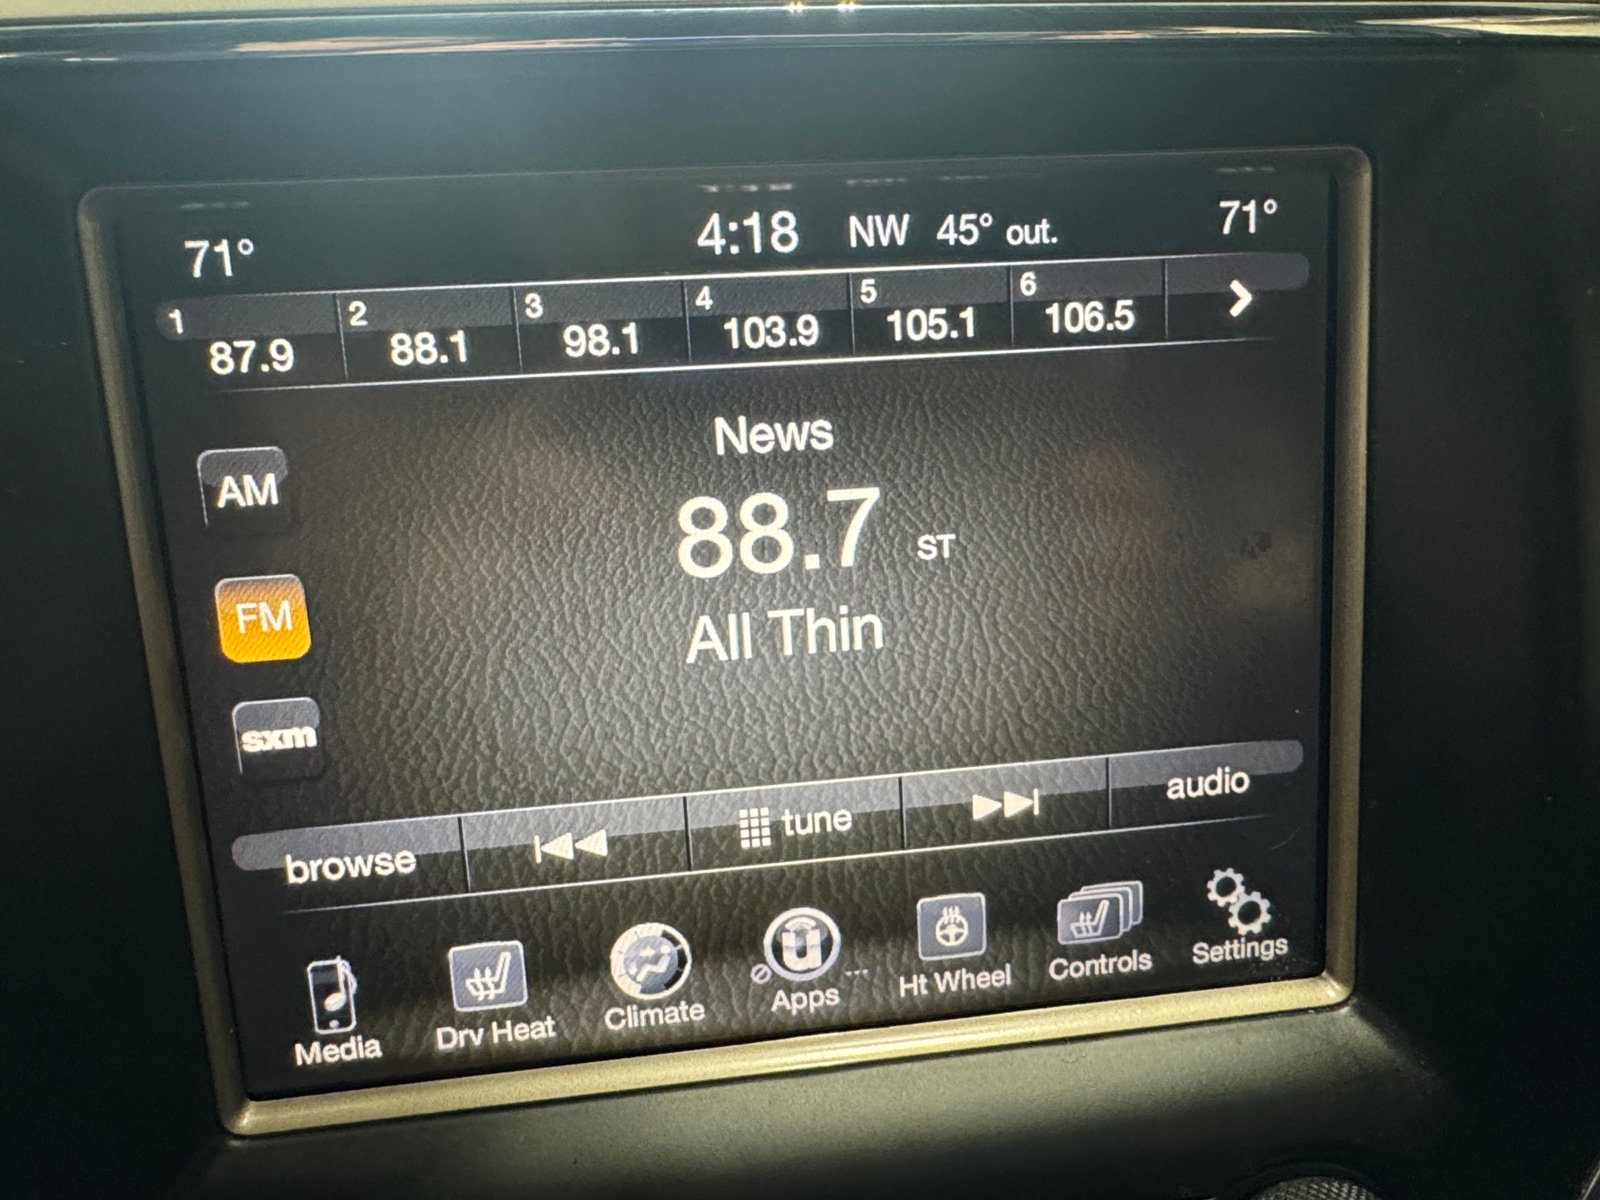 71° 4:18 NW 45° out. 71°
1 2 3 4 5 6
87.9 88.1 98.1 103.9 105.1 106.5
News
AM
88.7 ST
FM
All Thin
sxm
browse tune audio
Media Drv Heat Climate Apps Ht Wheel Controls Settings